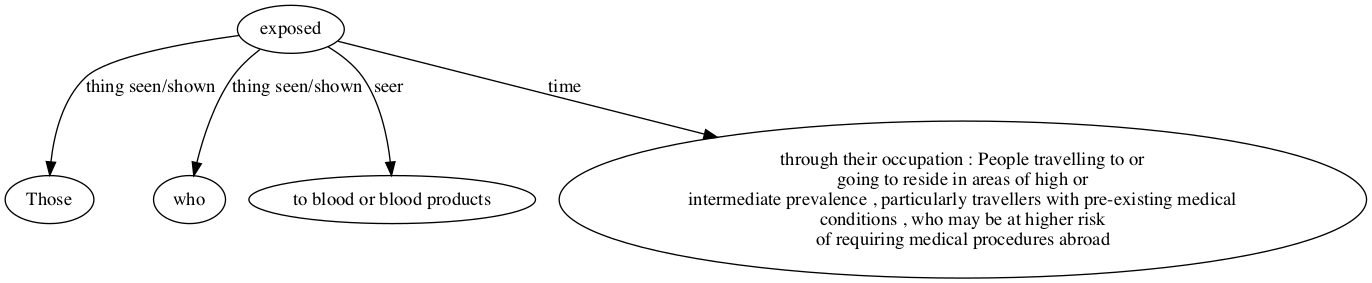 exposed
thing seen/shown
thing seen/shown
seer
time
Those
who
to blood or blood products
through their occupation : People travelling to or
going to reside in areas of high or
intermediate prevalence , particularly travellers with pre-existing medical
conditions , who may be at higher risk
of requiring medical procedures abroad